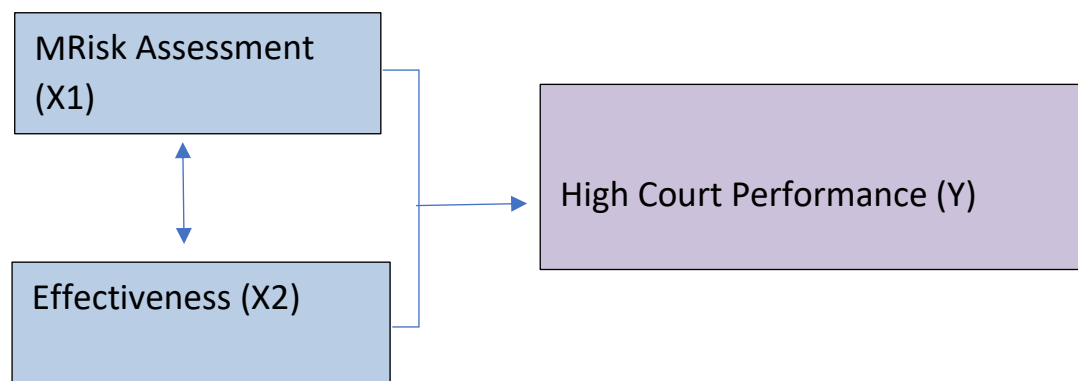 MRisk Assessment
(X1)
High Court Performance (Y)
Effectiveness (X2)